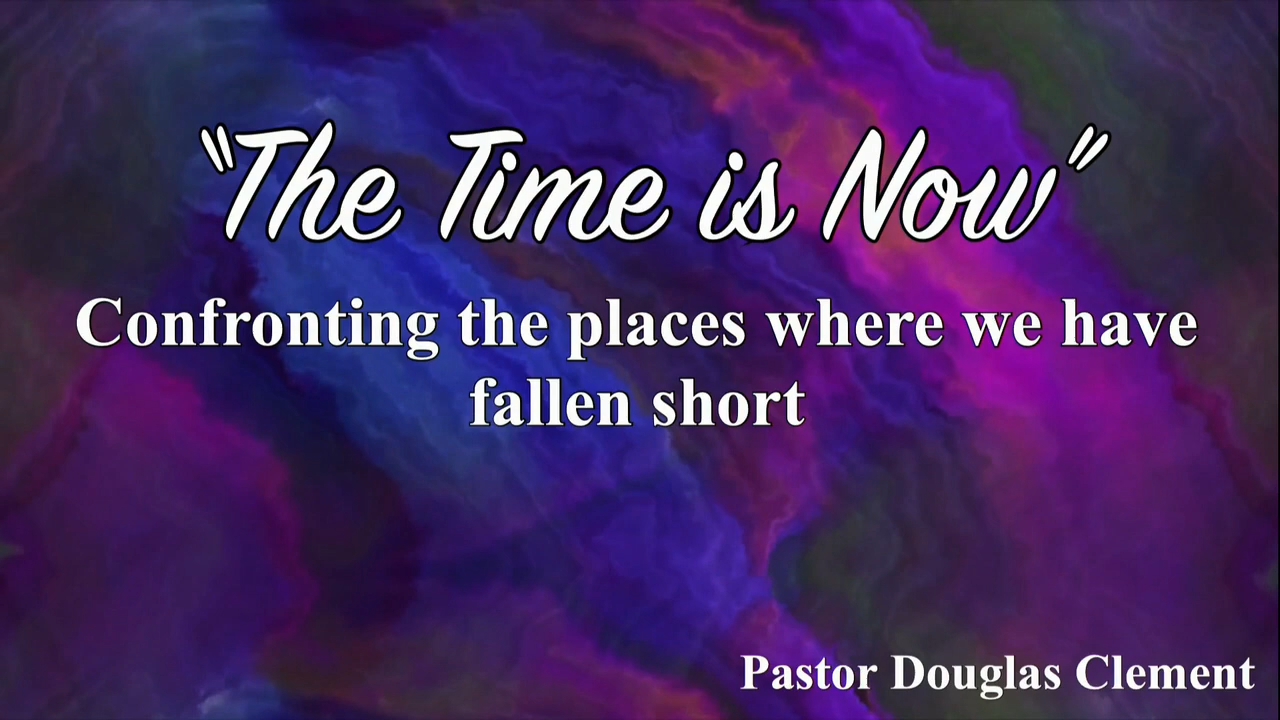 “The Time is Now”
Confronting the places where we have
fallen short
Pastor Douglas Clement